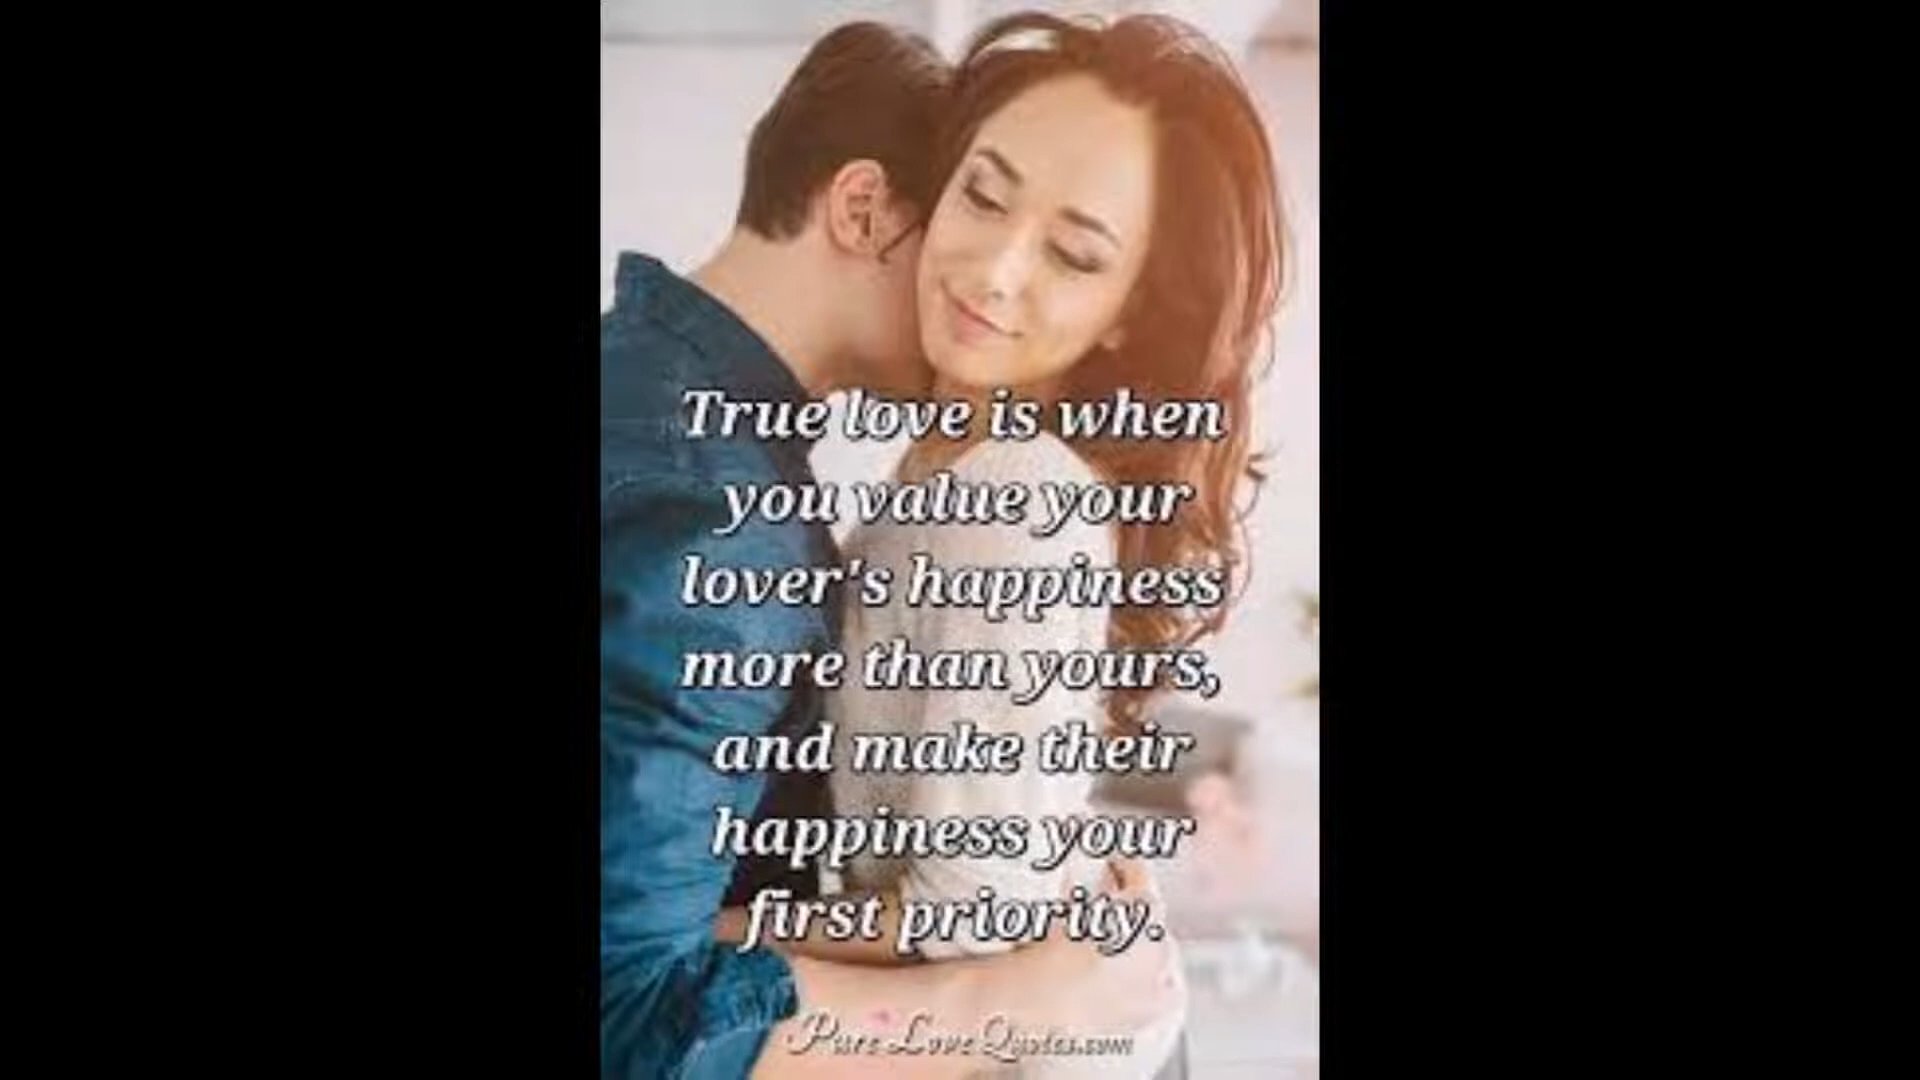 True love is when
you value your
lover's happiness
more than yours,
and make their
happiness your
first priority.
PureLoveQuotes.com